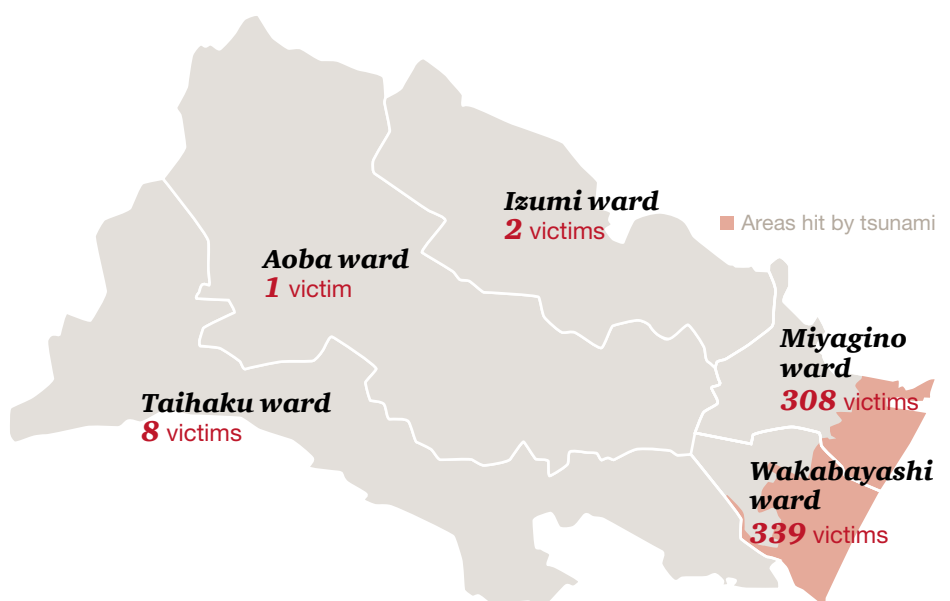 Izumi ward
2 victims
Areas hit by tsunami
Aoba ward
1 victim
Miyagino
ward
308 victims
Taihaku ward
8 victims
Wakabayashi
ward
339 victims